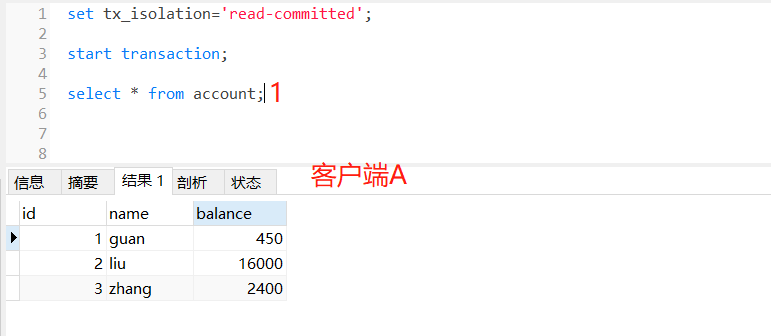 1 set tx_isolation='read-committed';
2
3 start transaction;
4
5 select * from account; 1
6
7
8
客户端A
信息 摘要 结果 1 剖析 状态
id name balance
1 guan 450
2 liu 16000
3 zhang 2400